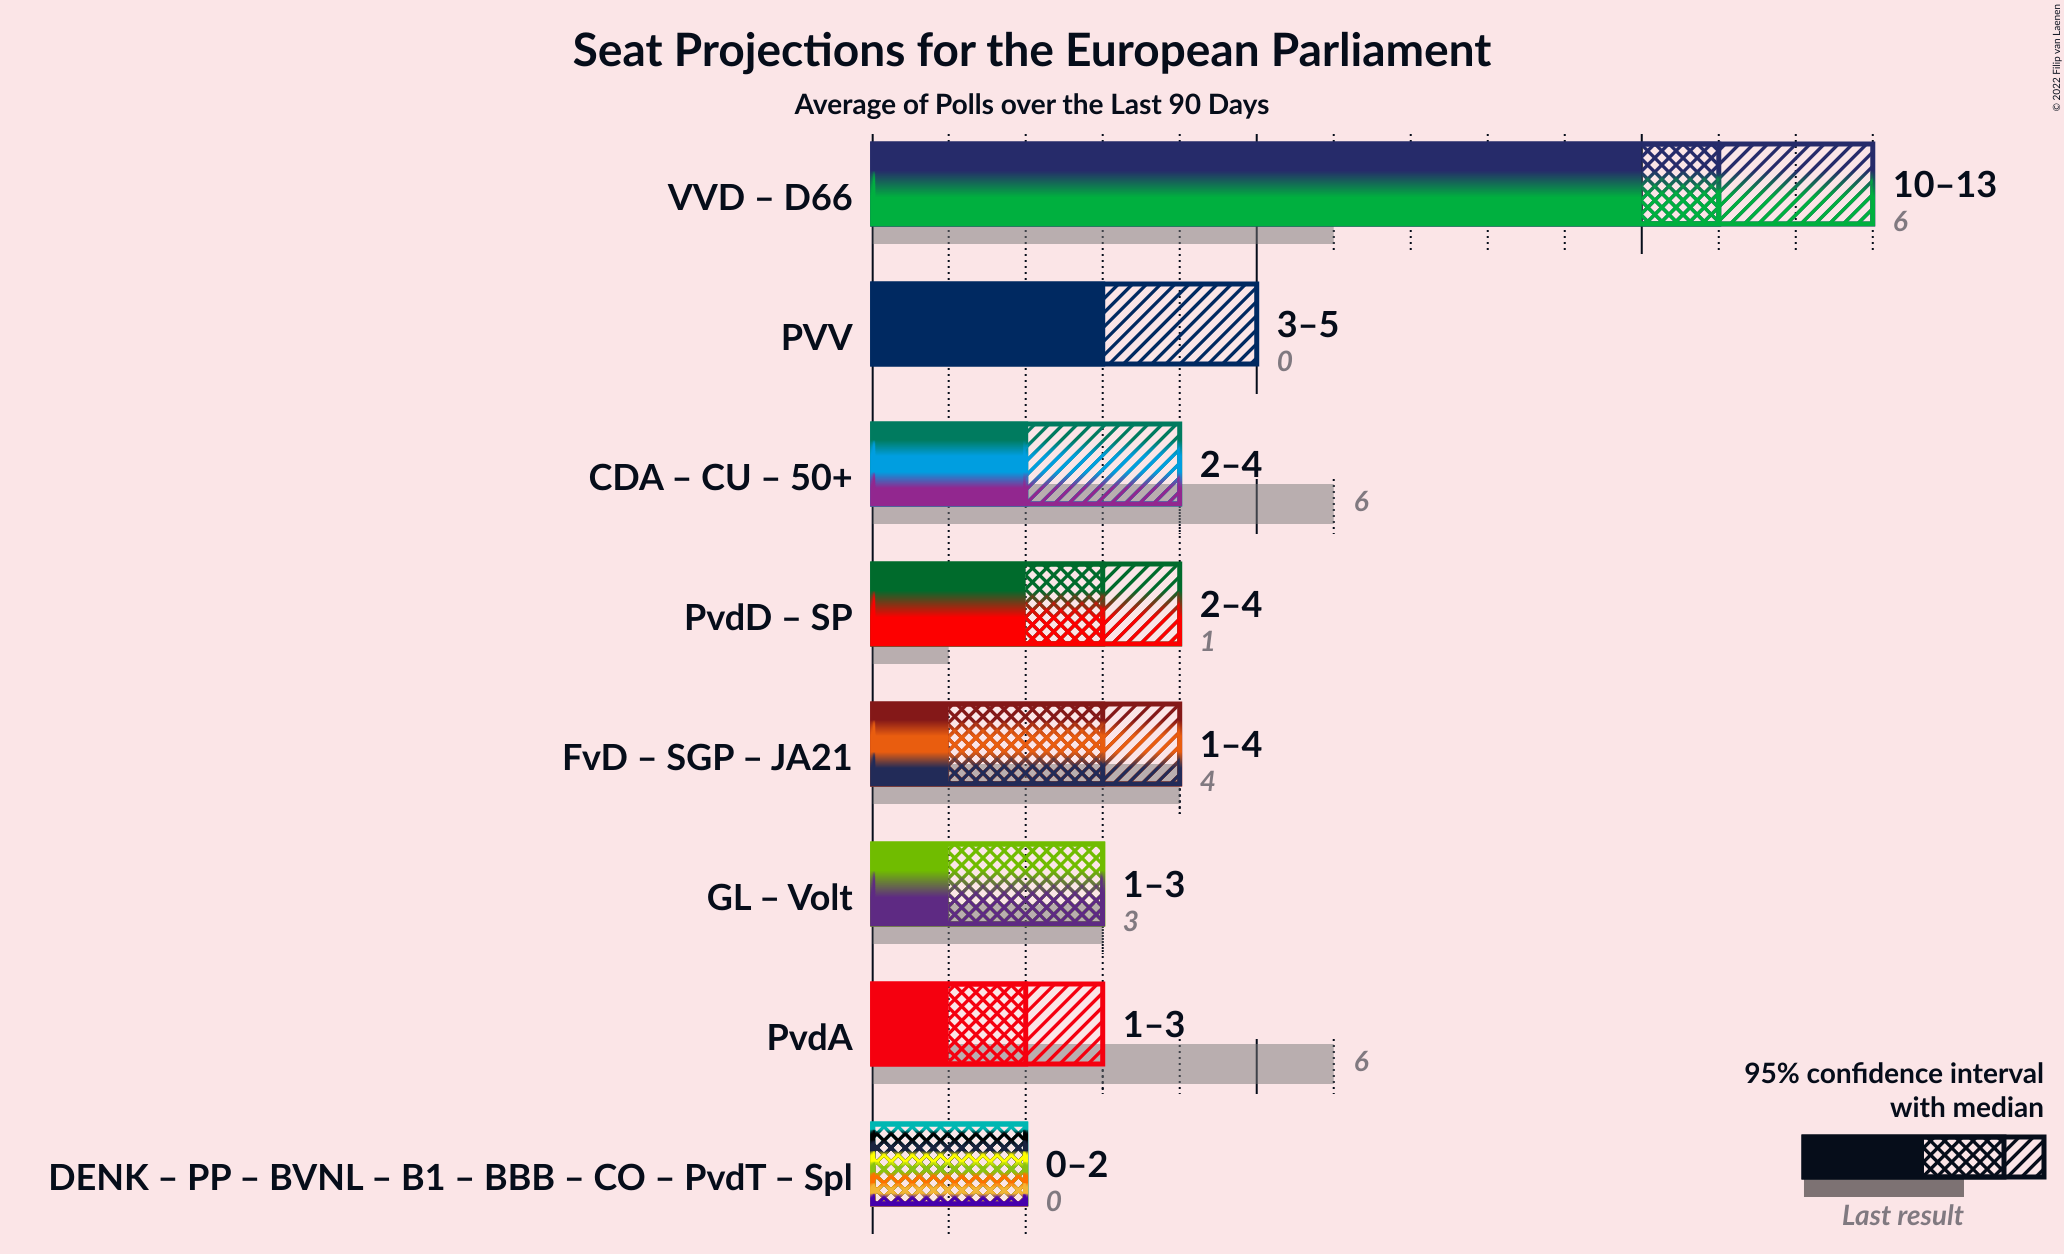 Seat Projections for the European Parliament
Average of Polls over the Last 90 Days
© 2022 Filip van Laenen
VVD – D66
10–13
6
PVV
3–5
0
CDA – CU – 50+
2–4
6
PvdD – SP
2–4
1
FvD – SGP – JA21
1–4
4
GL – Volt
1–3
3
PvdA
1–3
6
DENK – PP – BVNL – B1 – BBB – CO – PvdT – Spl
0–2
0
95% confidence interval
with median
Last result